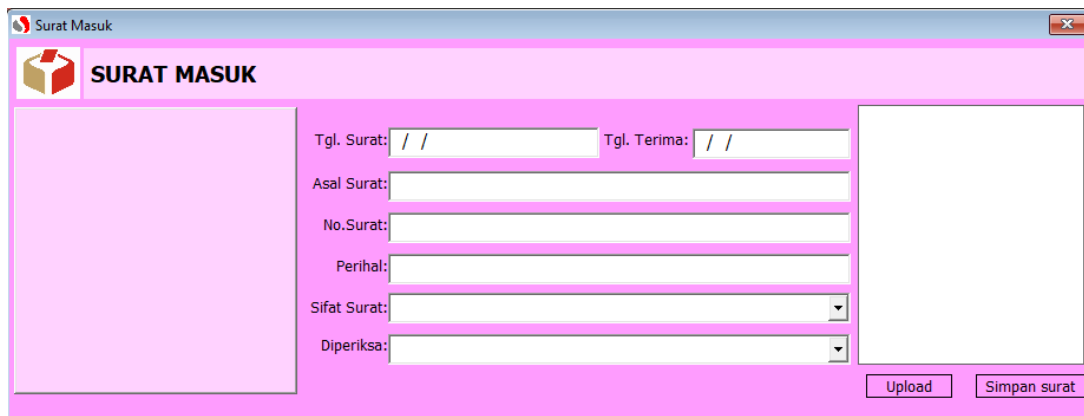 Surat Masuk
SURAT MASUK
Tgl. Surat: / / Tgl. Terima: / /
Asal Surat:
No.Surat:
Perihal:
Sifat Surat:
Diperiksa:
Upload Simpan surat